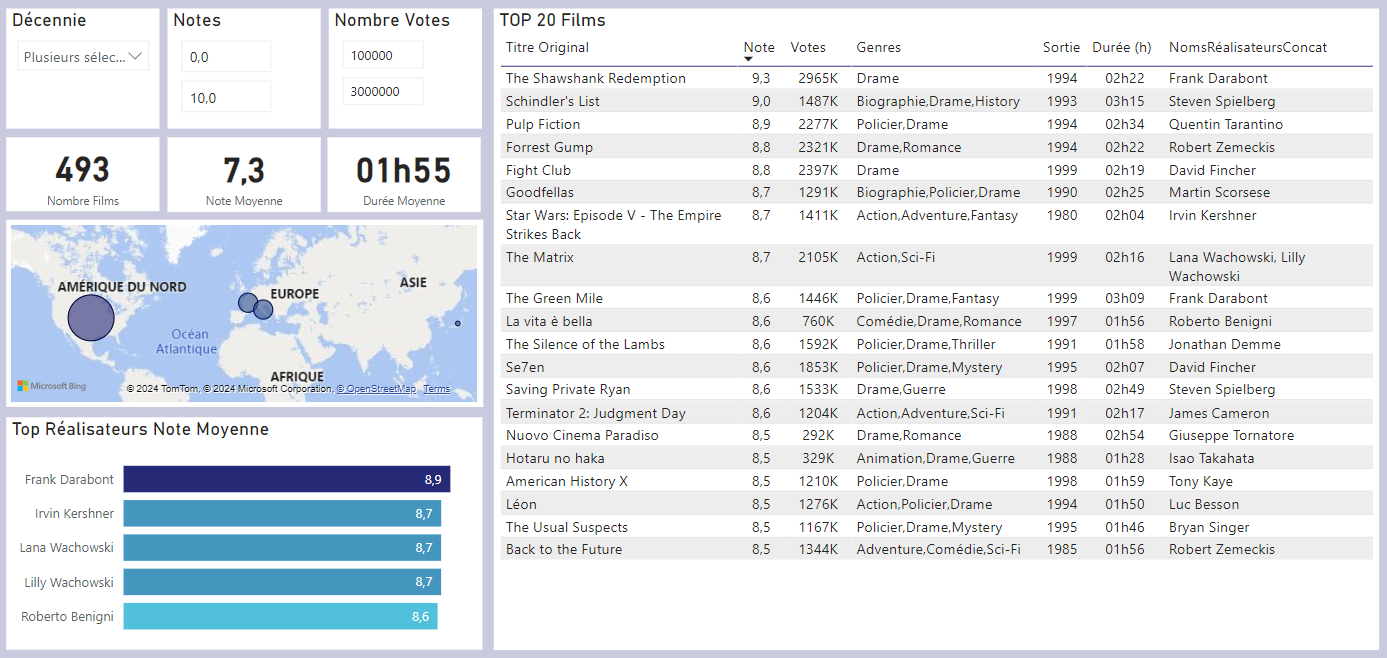 Décennie
Plusieurs sélec...
Notes
0,0
10,0
Nombre Votes
100000
3000000
493
Nombre Films
7,3
Note Moyenne
01h55
Durée Moyenne
AMÉRIQUE DU NORD
EUROPE
ASIE
Océan
Atlantique
AFRIQUE
Microsoft Bing
© 2024 TomTom, © 2024 Microsoft Corporation, © OpenStreetMap Terms
Top Réalisateurs Note Moyenne
Frank Darabont 8,9
Irvin Kershner 8,7
Lana Wachowski 8,7
Lilly Wachowski 8,7
Roberto Benigni 8,6
TOP 20 Films
Titre Original Note Votes Genres Sortie Durée (h) NomsRéalisateursConcat
The Shawshank Redemption 9,3 2965K Drame 1994 02h22 Frank Darabont
Schindler's List 9,0 1487K Biographie,Drame,History 1993 03h15 Steven Spielberg
Pulp Fiction 8,9 2277K Policier,Drame 1994 02h34 Quentin Tarantino
Forrest Gump 8,8 2321K Drame,Romance 1994 02h22 Robert Zemeckis
Fight Club 8,8 2397K Drame 1999 02h19 David Fincher
Goodfellas 8,7 1291K Biographie,Policier,Drame 1990 02h25 Martin Scorsese
Star Wars: Episode V - The Empire 8,7 1411K Action,Adventure,Fantasy 1980 02h04 Irvin Kershner
Strikes Back
The Matrix 8,7 2105K Action,Sci-Fi 1999 02h16 Lana Wachowski, Lilly
Wachowski
The Green Mile 8,6 1446K Policier,Drame,Fantasy 1999 03h09 Frank Darabont
La vita è bella 8,6 760K Comédie,Drame,Romance 1997 01h56 Roberto Benigni
The Silence of the Lambs 8,6 1592K Policier,Drame,Thriller 1991 01h58 Jonathan Demme
Se7en 8,6 1853K Policier,Drame,Mystery 1995 02h07 David Fincher
Saving Private Ryan 8,6 1533K Drame,Guerre 1998 02h49 Steven Spielberg
Terminator 2: Judgment Day 8,6 1204K Action,Adventure,Sci-Fi 1991 02h17 James Cameron
Nuovo Cinema Paradiso 8,5 292K Drame,Romance 1988 02h54 Giuseppe Tornatore
Hotaru no haka 8,5 329K Animation,Drame,Guerre 1988 01h28 Isao Takahata
American History X 8,5 1210K Policier,Drame 1998 01h59 Tony Kaye
Léon 8,5 1276K Action,Policier,Drame 1994 01h50 Luc Besson
The Usual Suspects 8,5 1167K Policier,Drame,Mystery 1995 01h46 Bryan Singer
Back to the Future 8,5 1344K Adventure,Comédie,Sci-Fi 1985 01h56 Robert Zemeckis